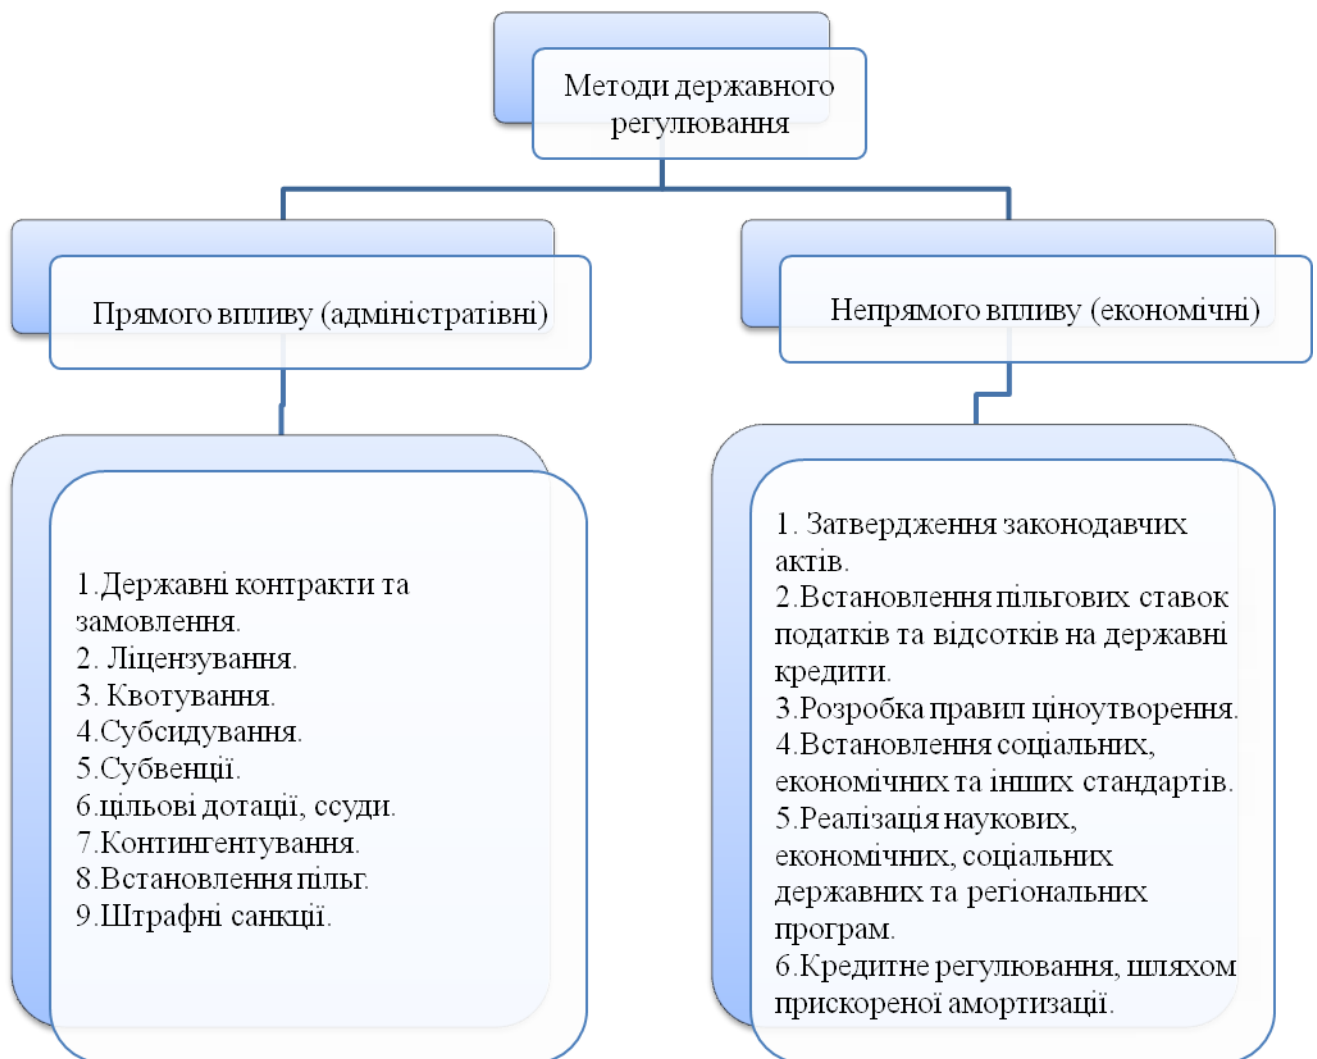 Методи державного
регулювання
Прямого впливу (адміністратівні)
Непрямого впливу (економічні)
1.Державні контракти та
замовлення.
2. Ліцензування.
3. Квотування.
4.Субсидування.
5.Субвенції.
6.цільові дотації, ссуди.
7.Контингентування.
8.Встановлення пільг.
9.Штрафні санкції.
1. Затвердження законодавчих
актів.
2.Встановлення пільгових ставок
податків та відсотків на державні
кредити.
3.Розробка правил ціноутворення.
4.Встановлення соціальних,
економічних та інших стандартів.
5.Реалізація наукових,
економічних, соціальних
державних та регіональних
програм.
6.Кредитне регулювання, шляхом
прискореної амортизації.